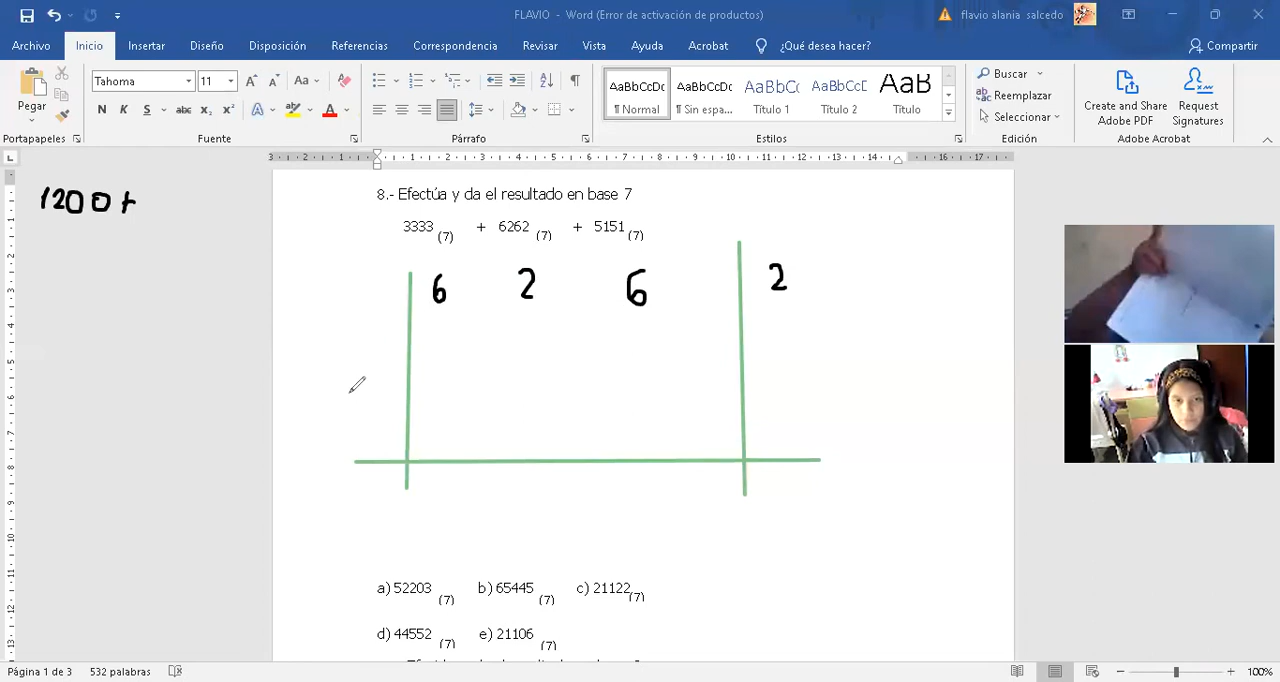 FLAVIO - Word (Error de activación de productos)
flavio alania salcedo
Archivo Inicio Insertar Diseño Disposición Referencias Correspondencia Revisar Vista Ayuda Acrobat ¿Qué desea hacer? Compartir
Pegar
Tahoma 11
AaBbCcDc AaBbCcDc AaBbCc AaBbCcD AaB
¶ Normal ¶ Sin espa... Título 1 Título 2 Título
Buscar
Reemplazar
Seleccionar
Create and Share Adobe PDF
Request Signatures
Portapapeles Fuente Párrafo Estilos Edición Adobe Acrobat
1200+
8.- Efectúa y da el resultado en base 7
3333 (7) + 6262 (7) + 5151 (7)
6 2 6 2
a) 52203 (7) b) 65445 (7) c) 21122 (7)
d) 44552 (7) e) 21106 (7)
Página 1 de 3 532 palabras 100%